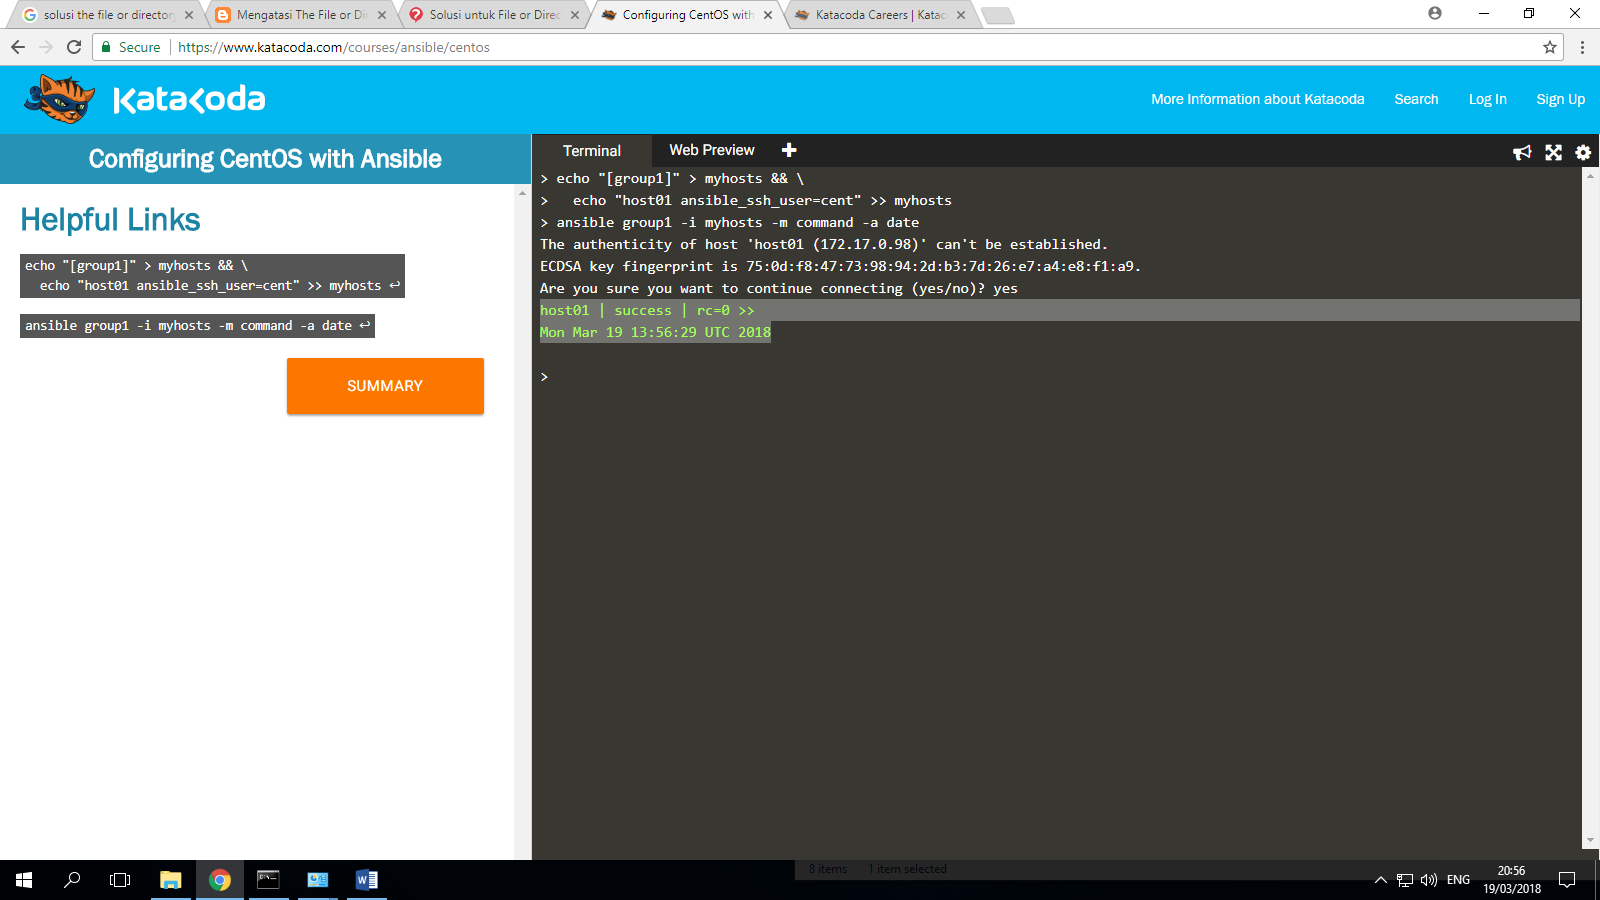 solusi the file or directory
Mengatasi The File or Di
Solusi untuk File or Direc
Configuring CentOS with
Katacoda Careers | Katac
Secure
https://www.katacoda.com/courses/ansible/centos
Katacoda
More Information about Katacoda
Search
Log In
Sign Up
Configuring CentOS with Ansible
Helpful Links
echo "[group1]" > myhosts && \
echo "host01 ansible_ssh_user=cent" >> myhosts ↩
ansible group1 -i myhosts -m command -a date ↩
SUMMARY
Terminal
Web Preview
> echo "[group1]" > myhosts && \
>   echo "host01 ansible_ssh_user=cent" >> myhosts
> ansible group1 -i myhosts -m command -a date
The authenticity of host 'host01 (172.17.0.98)' can't be established.
ECDSA key fingerprint is 75:0d:f8:47:73:98:94:2d:b3:7d:26:e7:a4:e8:f1:a9.
Are you sure you want to continue connecting (yes/no)? yes
host01 | success | rc=0 >>
Mon Mar 19 13:56:29 UTC 2018
>
8 items
1 item selected
ENG
20:56
19/03/2018